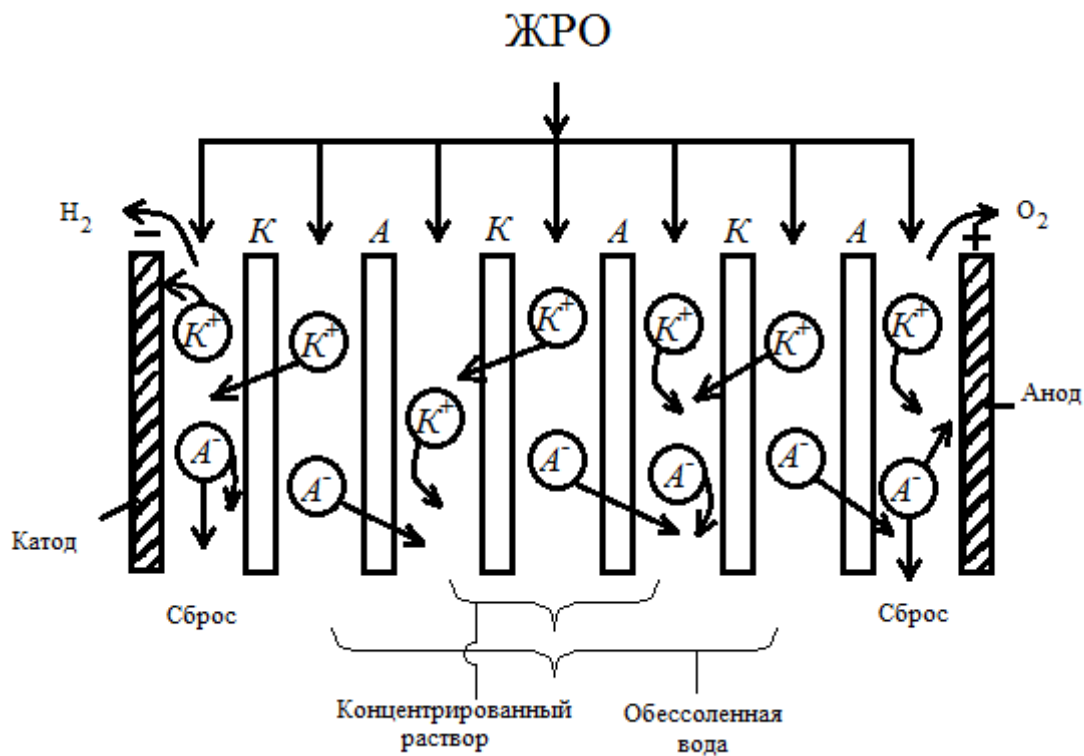 ЖРО
H2
−
К
А
К
А
К
А
+
O2
К+
К+
К+
К+
К+
К+
К+
Анод
А−
А−
А−
А−
А−
А−
Катод
Сброс
Сброс
Концентрированный
раствор
Обессоленная
вода